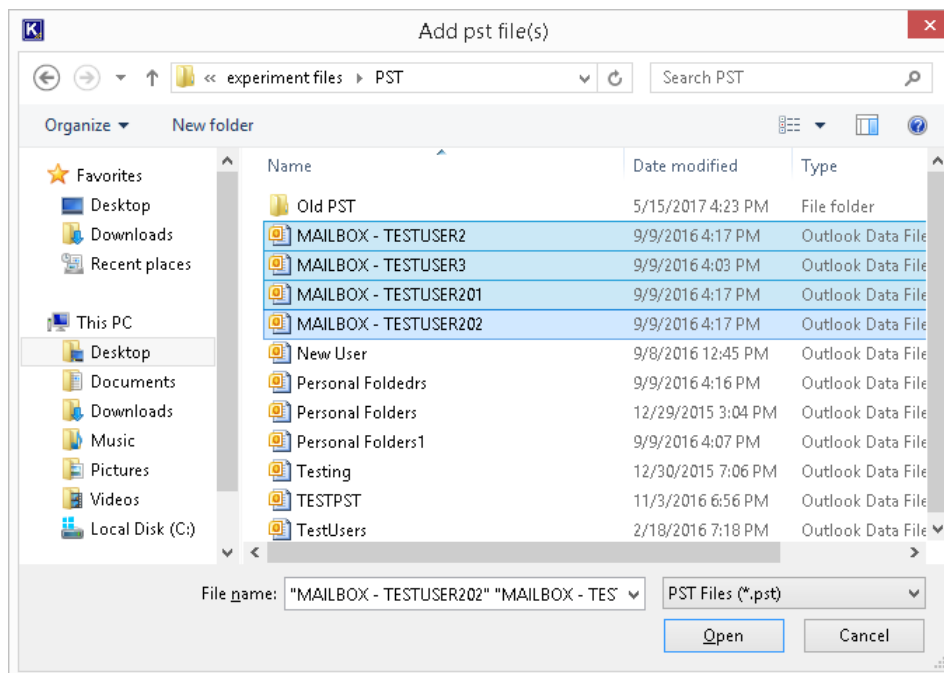 K
Add pst file(s)
« experiment files PST
Search PST
Organize
New folder
Name Date modified Type
Favorites
Desktop
Downloads
Recent places
This PC
Desktop
Documents
Downloads
Music
Pictures
Videos
Local Disk (C:)
Old PST 5/15/2017 4:23 PM File folder
MAILBOX - TESTUSER2 9/9/2016 4:17 PM Outlook Data File
MAILBOX - TESTUSER3 9/9/2016 4:03 PM Outlook Data File
MAILBOX - TESTUSER201 9/9/2016 4:17 PM Outlook Data File
MAILBOX - TESTUSER202 9/9/2016 4:17 PM Outlook Data File
New User 9/8/2016 12:45 PM Outlook Data File
Personal Foldedrs 9/9/2016 4:16 PM Outlook Data File
Personal Folders 12/29/2015 3:04 PM Outlook Data File
Personal Folders1 9/9/2016 4:07 PM Outlook Data File
Testing 12/30/2015 7:06 PM Outlook Data File
TESTPST 11/3/2016 6:56 PM Outlook Data File
TestUsers 2/18/2016 7:18 PM Outlook Data File
File name: "MAILBOX - TESTUSER202" "MAILBOX - TES
PST Files (*.pst)
Open
Cancel